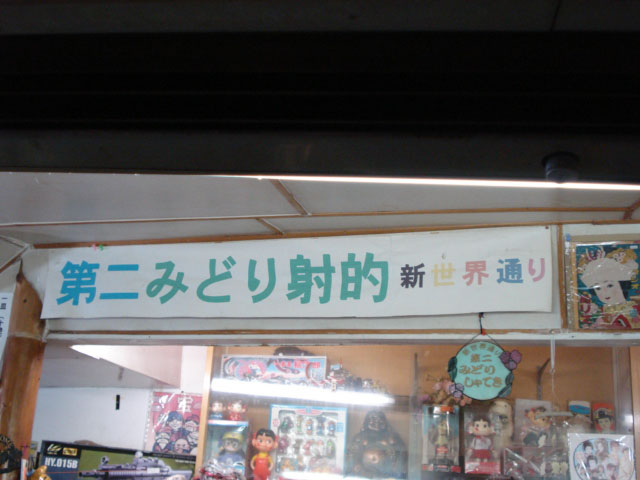 第二みどり射的 新世界通り
第二
みどり
しゃてき
HY.015B